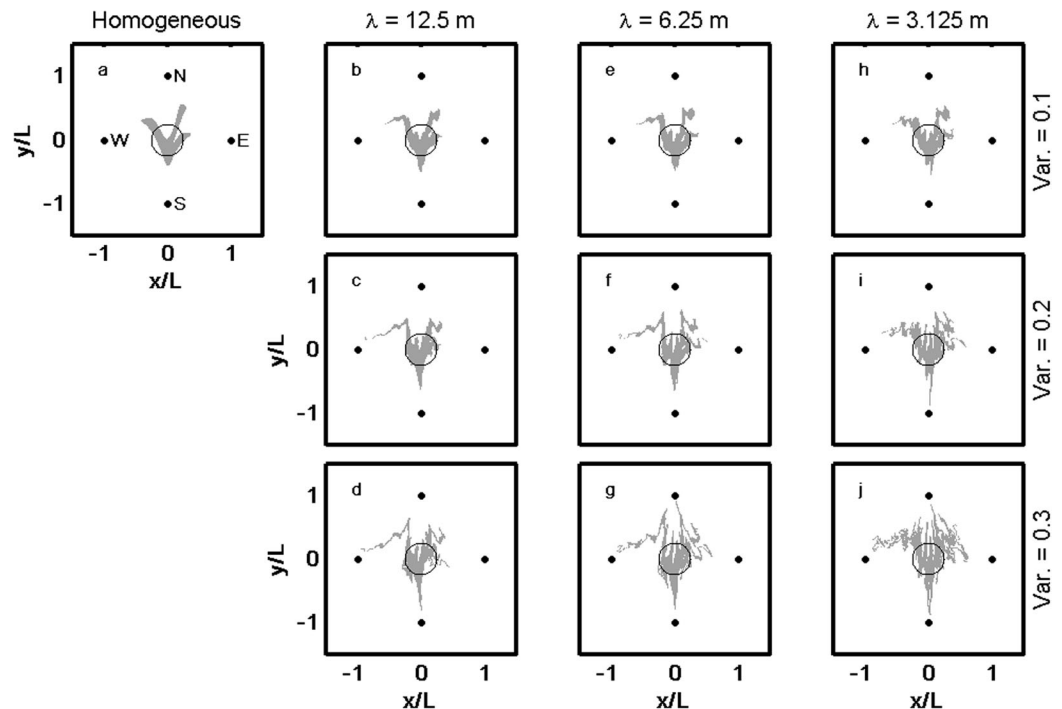 Homogeneous
λ = 12.5 m
λ = 6.25 m
λ = 3.125 m
a
N
W
E
S
1
0
-1
y/L
-1
0
1
x/L
b
e
h
Var. = 0.1
c
f
i
1
0
-1
y/L
Var. = 0.2
d
g
j
1
0
-1
y/L
Var. = 0.3
-1
0
1
x/L
-1
0
1
x/L
-1
0
1
x/L